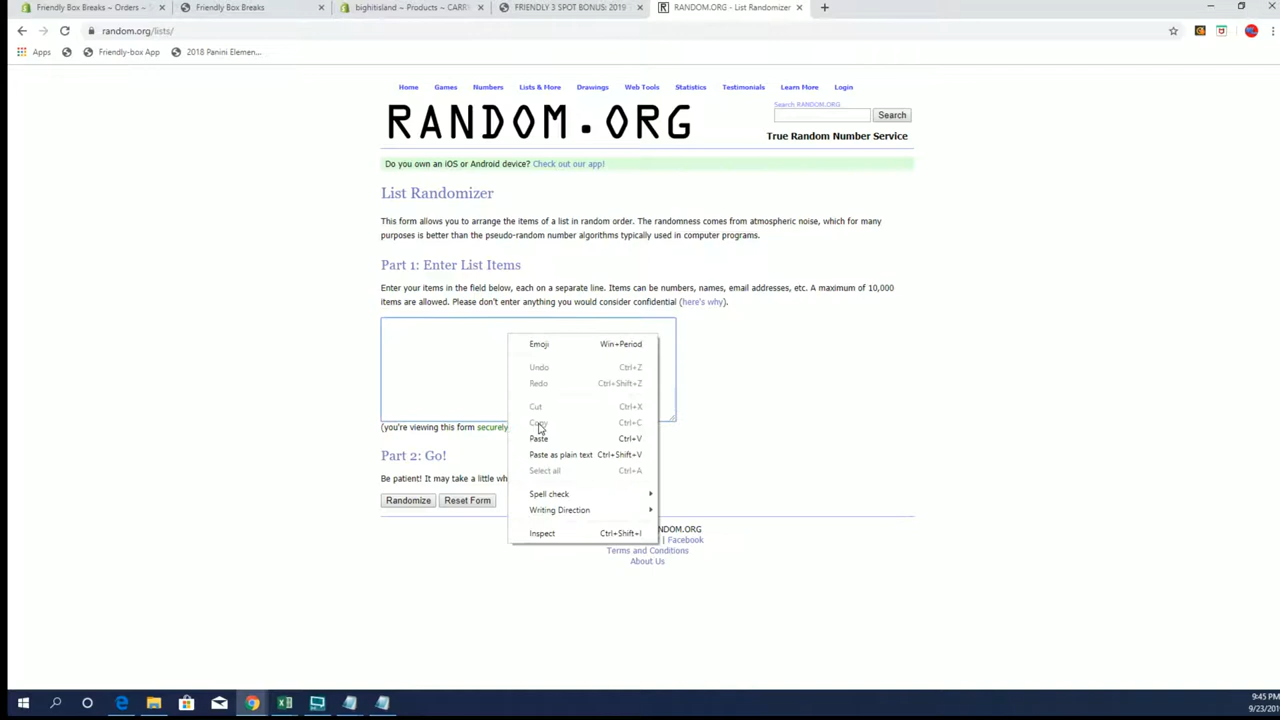 Friendly Box Breaks ~ Orders ~ S
Friendly Box Breaks
bighitisland ~ Products ~ CARR
FRIENDLY 3 SPOT BONUS: 2019
RANDOM.ORG - List Randomizer
random.org/lists/
Apps
Friendly-box App
2018 Panini Elemen...
Home
Games
Numbers
Lists & More
Drawings
Web Tools
Statistics
Testimonials
Learn More
Login
RANDOM.ORG
Search RANDOM.ORG
Search
True Random Number Service
Do you own an iOS or Android device? Check out our app!
List Randomizer
This form allows you to arrange the items of a list in random order. The randomness comes from atmospheric noise, which for many
purposes is better than the pseudo-random number algorithms typically used in computer programs.
Part 1: Enter List Items
Enter your items in the field below, each on a separate line. Items can be numbers, names, email addresses, etc. A maximum of 10,000
items are allowed. Please don't enter anything you would consider confidential (here's why).
Emoji Win+Period
Undo Ctrl+Z
Redo Ctrl+Shift+Z
Cut Ctrl+X
Copy Ctrl+C
Paste Ctrl+V
Paste as plain text Ctrl+Shift+V
Select all Ctrl+A
Spell check
Writing Direction
Inspect Ctrl+Shift+I
(you're viewing this form securely
Part 2: Go!
Be patient! It may take a little wh
Randomize
Reset Form
NDOM.ORG
| Facebook
Terms and Conditions
About Us
9:45 PM
9/23/201